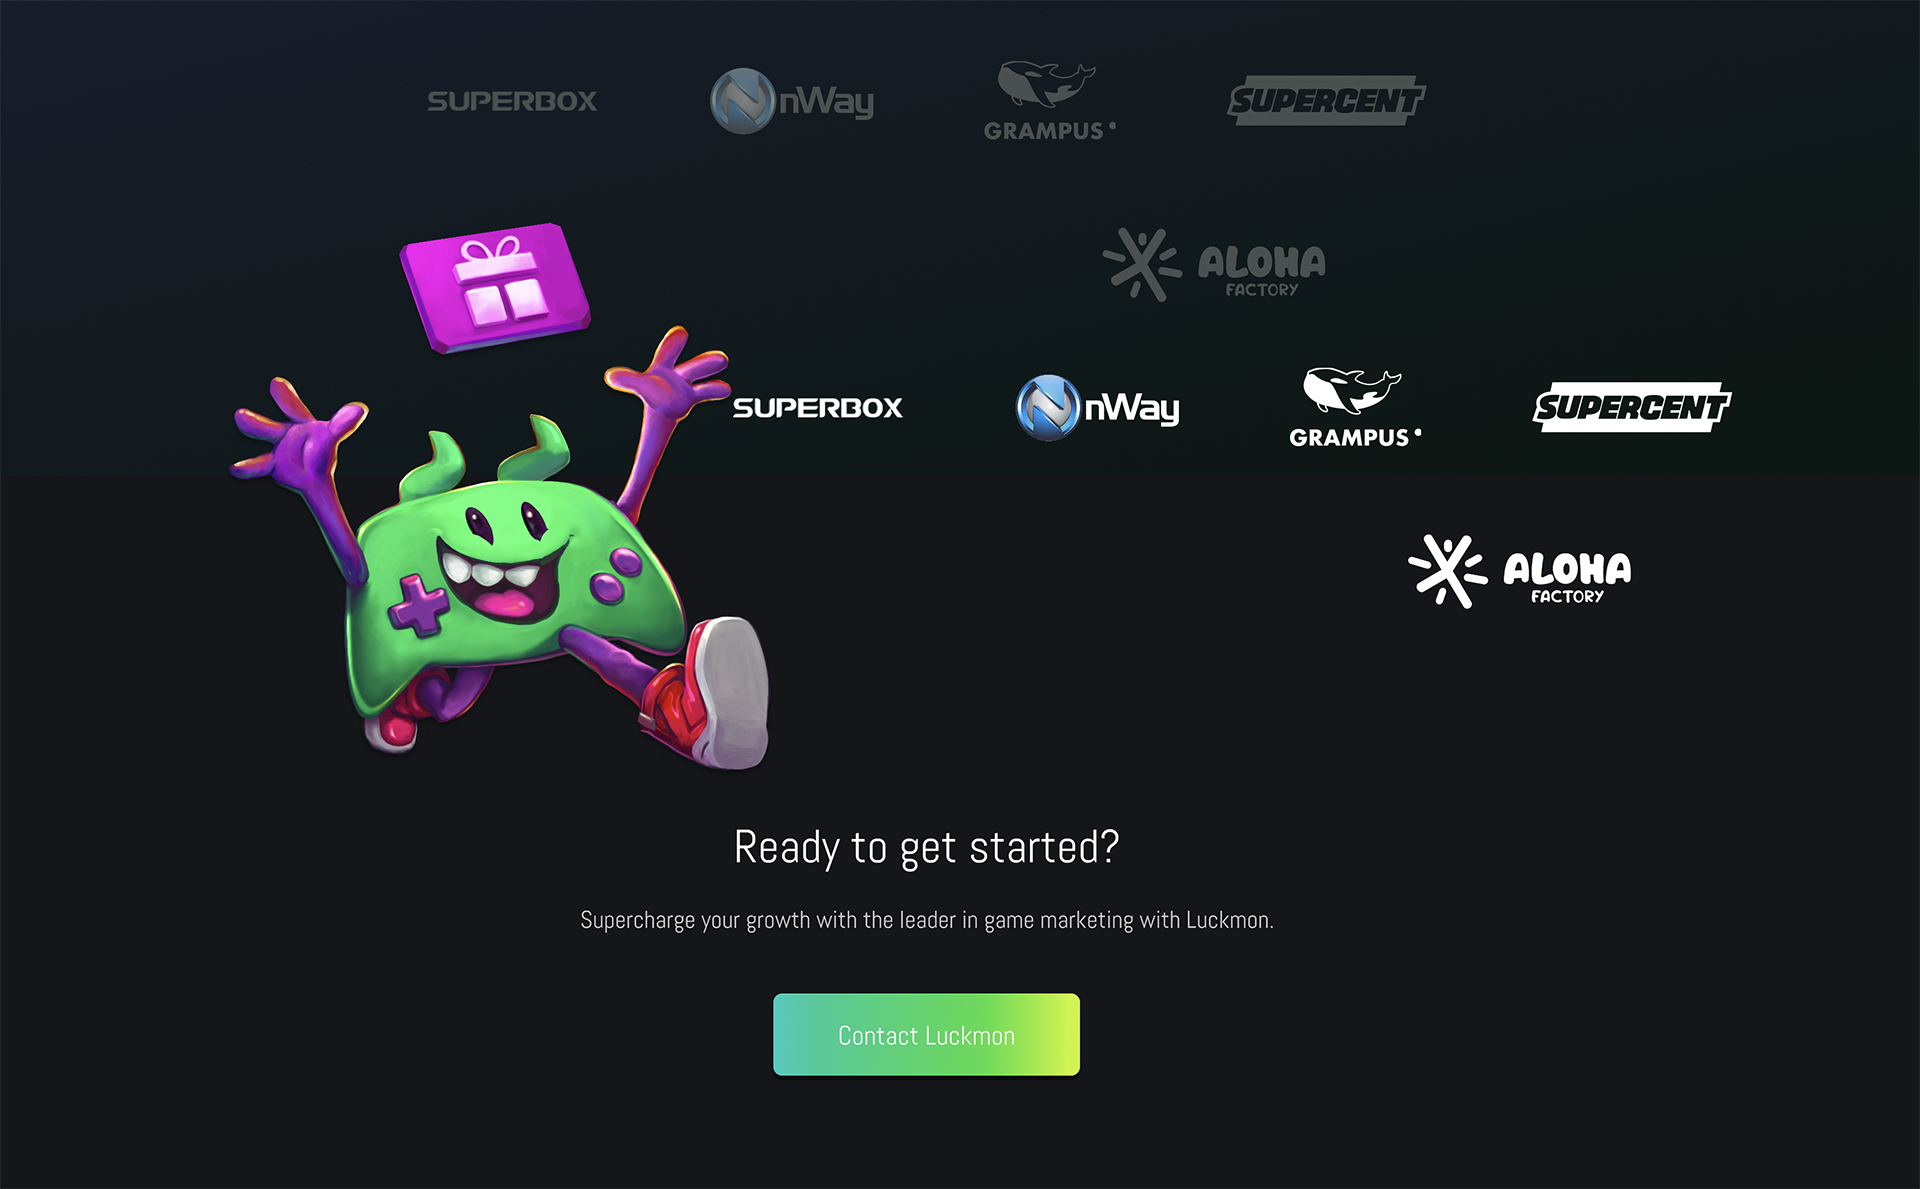 SUPERBOX
nWay
GRAMPUS
SUPERCENT
ALOHA
FACTORY
SUPERBOX
nWay
GRAMPUS
SUPERCENT
ALOHA
FACTORY
Ready to get started?
Supercharge your growth with the leader in game marketing with Luckmon.
Contact Luckmon